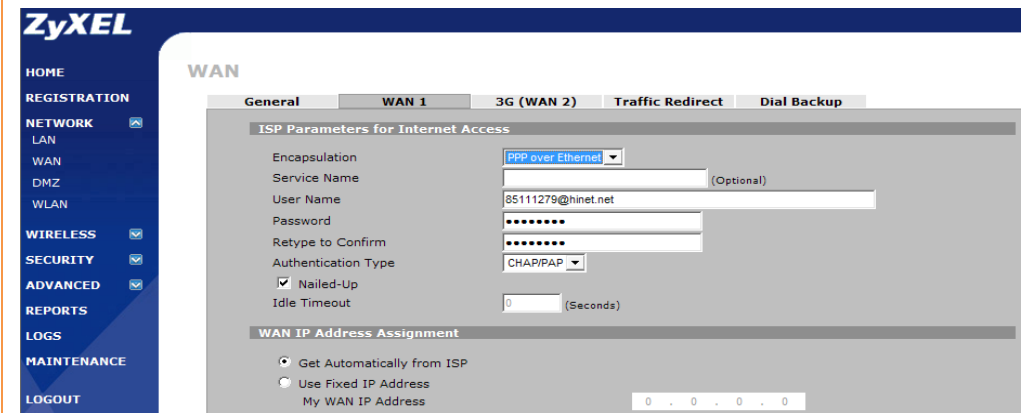 ZyXEL
HOME
REGISTRATION
NETWORK
LAN
WAN
DMZ
WLAN
WIRELESS
SECURITY
ADVANCED
REPORTS
LOGS
MAINTENANCE
LOGOUT
WAN
General WAN 1 3G (WAN 2) Traffic Redirect Dial Backup
ISP Parameters for Internet Access
Encapsulation PPP over Ethernet
Service Name (Optional)
User Name 85111279@hinet.net
Password ••••••••
Retype to Confirm ••••••••
Authentication Type CHAP/PAP
Nailed-Up
Idle Timeout 0 (Seconds)
WAN IP Address Assignment
Get Automatically from ISP
Use Fixed IP Address
My WAN IP Address 0 . 0 . 0 . 0